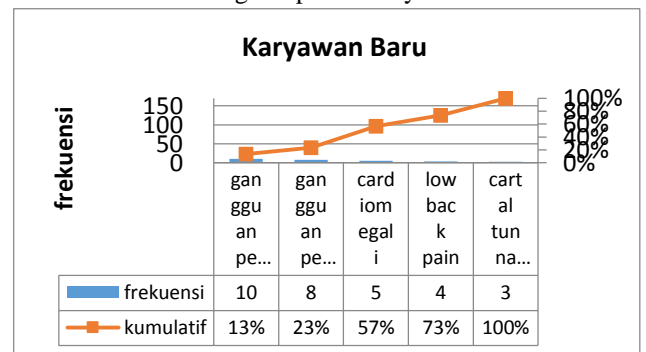 Karyawan Baru
frekuensi
150
100
50
0
100%
80%
60%
40%
20%
0%
gan
ggu
an
pe...
gan
ggu
an
pe...
card
iom
egal
i
low
bac
k
pain
cart
al
tun
na...
frekuensi 10 8 5 4 3
kumulatif 13% 23% 57% 73% 100%